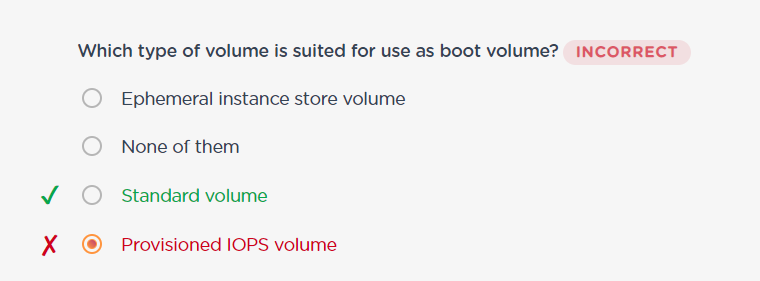 Which type of volume is suited for use as boot volume? INCORRECT
Ephemeral instance store volume
None of them
Standard volume
Provisioned IOPS volume